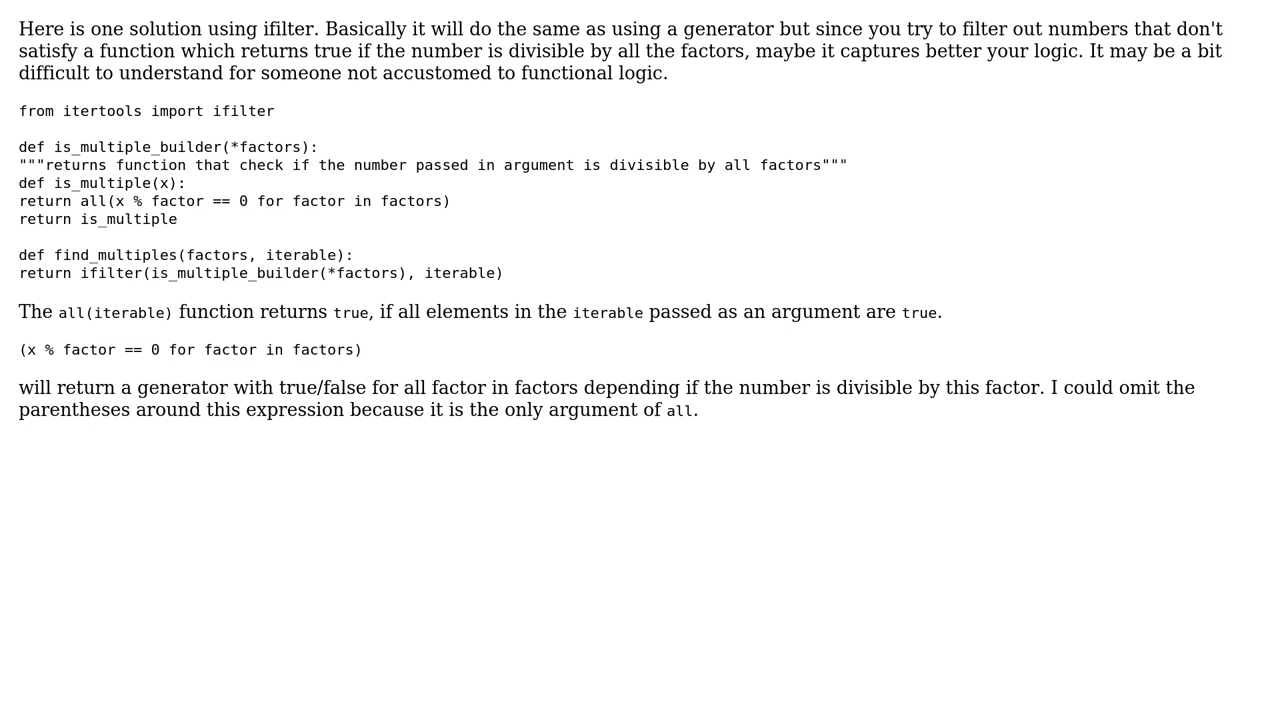 Here is one solution using ifilter. Basically it will do the same as using a generator but since you try to filter out numbers that don't
satisfy a function which returns true if the number is divisible by all the factors, maybe it captures better your logic. It may be a bit
difficult to understand for someone not accustomed to functional logic.
from itertools import ifilter
def is_multiple_builder(*factors):
"""returns function that check if the number passed in argument is divisible by all factors"""
def is_multiple(x):
return all(x % factor == 0 for factor in factors)
return is_multiple
def find_multiples(factors, iterable):
return ifilter(is_multiple_builder(*factors), iterable)
The all(iterable) function returns true, if all elements in the iterable passed as an argument are true.
(x % factor == 0 for factor in factors)
will return a generator with true/false for all factor in factors depending if the number is divisible by this factor. I could omit the
parentheses around this expression because it is the only argument of all.